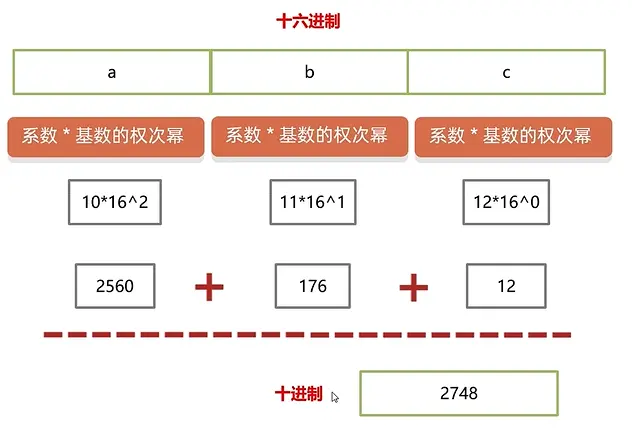 十六进制
a b c
系数 * 基数的权次幂 系数 * 基数的权次幂 系数 * 基数的权次幂
10*16^2 11*16^1 12*16^0
2560 + 176 + 12
十进制 2748